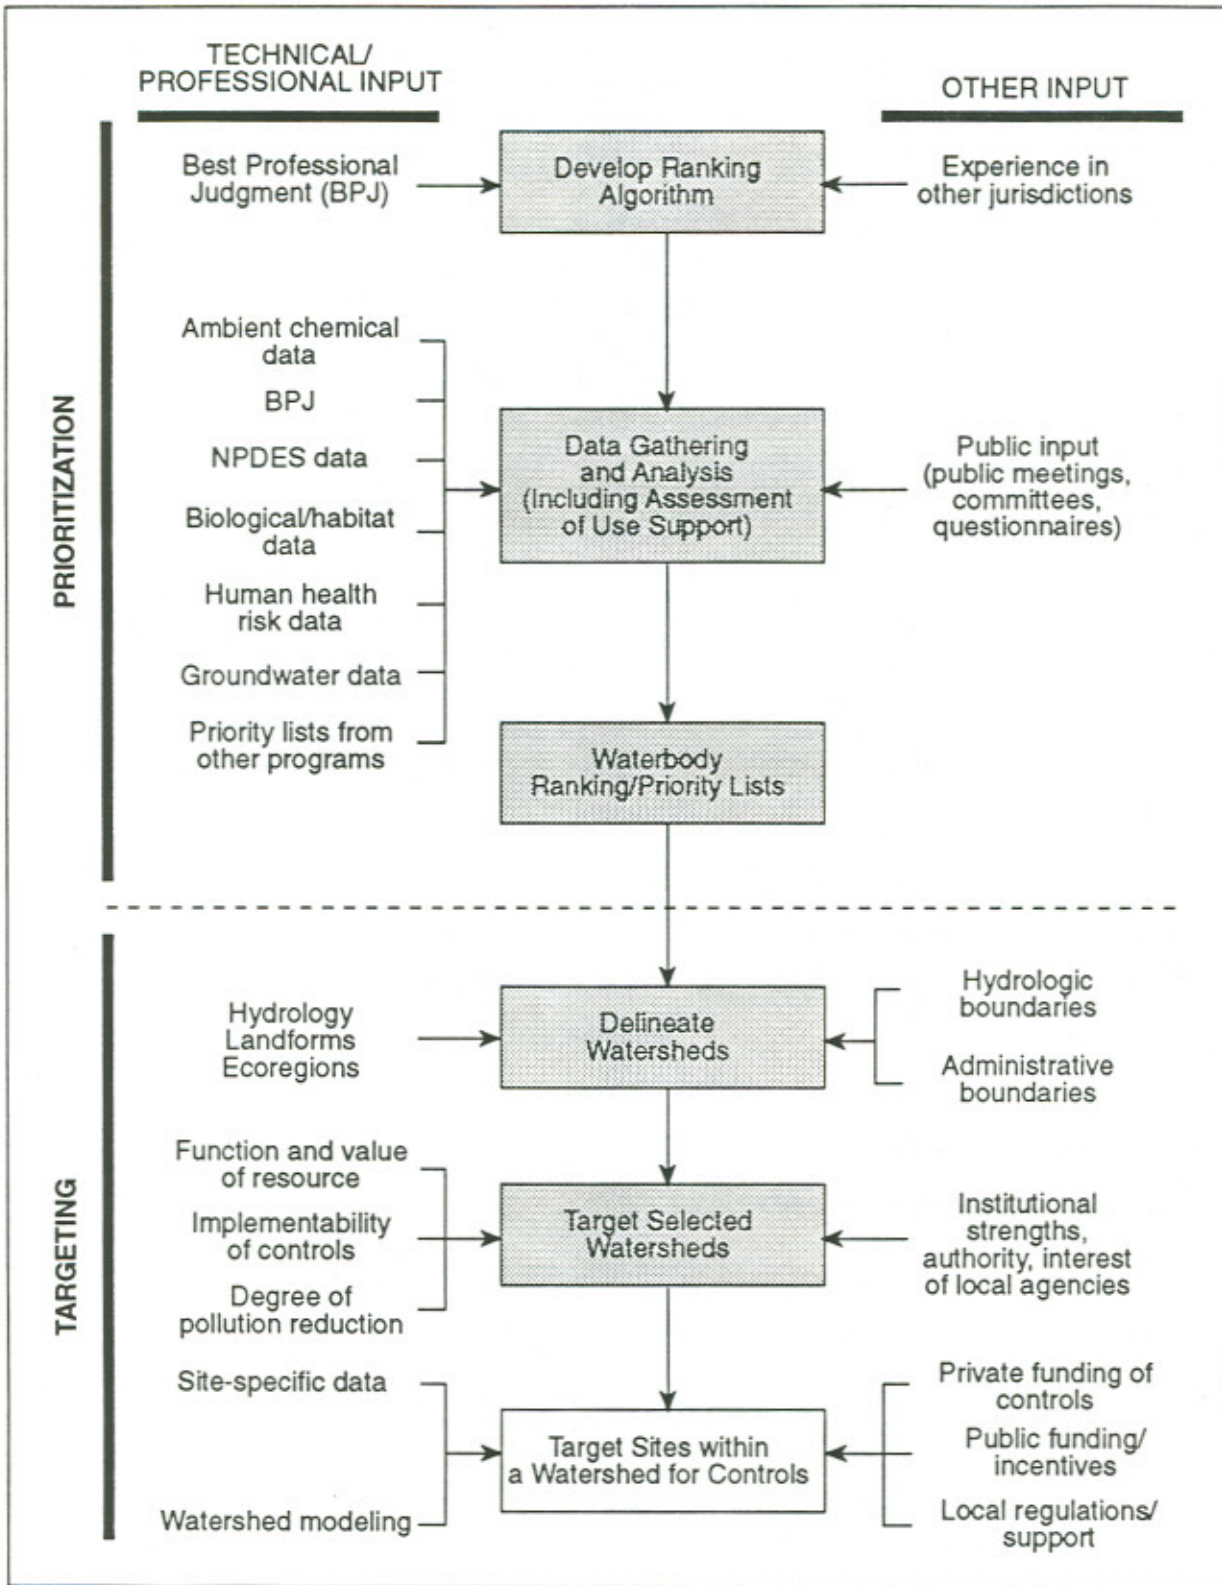 TECHNICAL/
PROFESSIONAL INPUT
OTHER INPUT
PRIORITIZATION
Best Professional
Judgment (BPJ)
Develop Ranking
Algorithm
Experience in
other jurisdictions
Ambient chemical
data
BPJ
NPDES data
Biological/habitat
data
Human health
risk data
Groundwater data
Priority lists from
other programs
Data Gathering
and Analysis
(Including Assessment
of Use Support)
Public input
(public meetings,
committees,
questionnaires)
Waterbody
Ranking/Priority Lists
TARGETING
Hydrology
Landforms
Ecoregions
Delineate
Watersheds
Hydrologic
boundaries
Administrative
boundaries
Function and value
of resource
Implementability
of controls
Degree of
pollution reduction
Target Selected
Watersheds
Institutional
strengths,
authority, interest
of local agencies
Site-specific data
Watershed modeling
Target Sites within
a Watershed for Controls
Private funding of
controls
Public funding/
incentives
Local regulations/
support